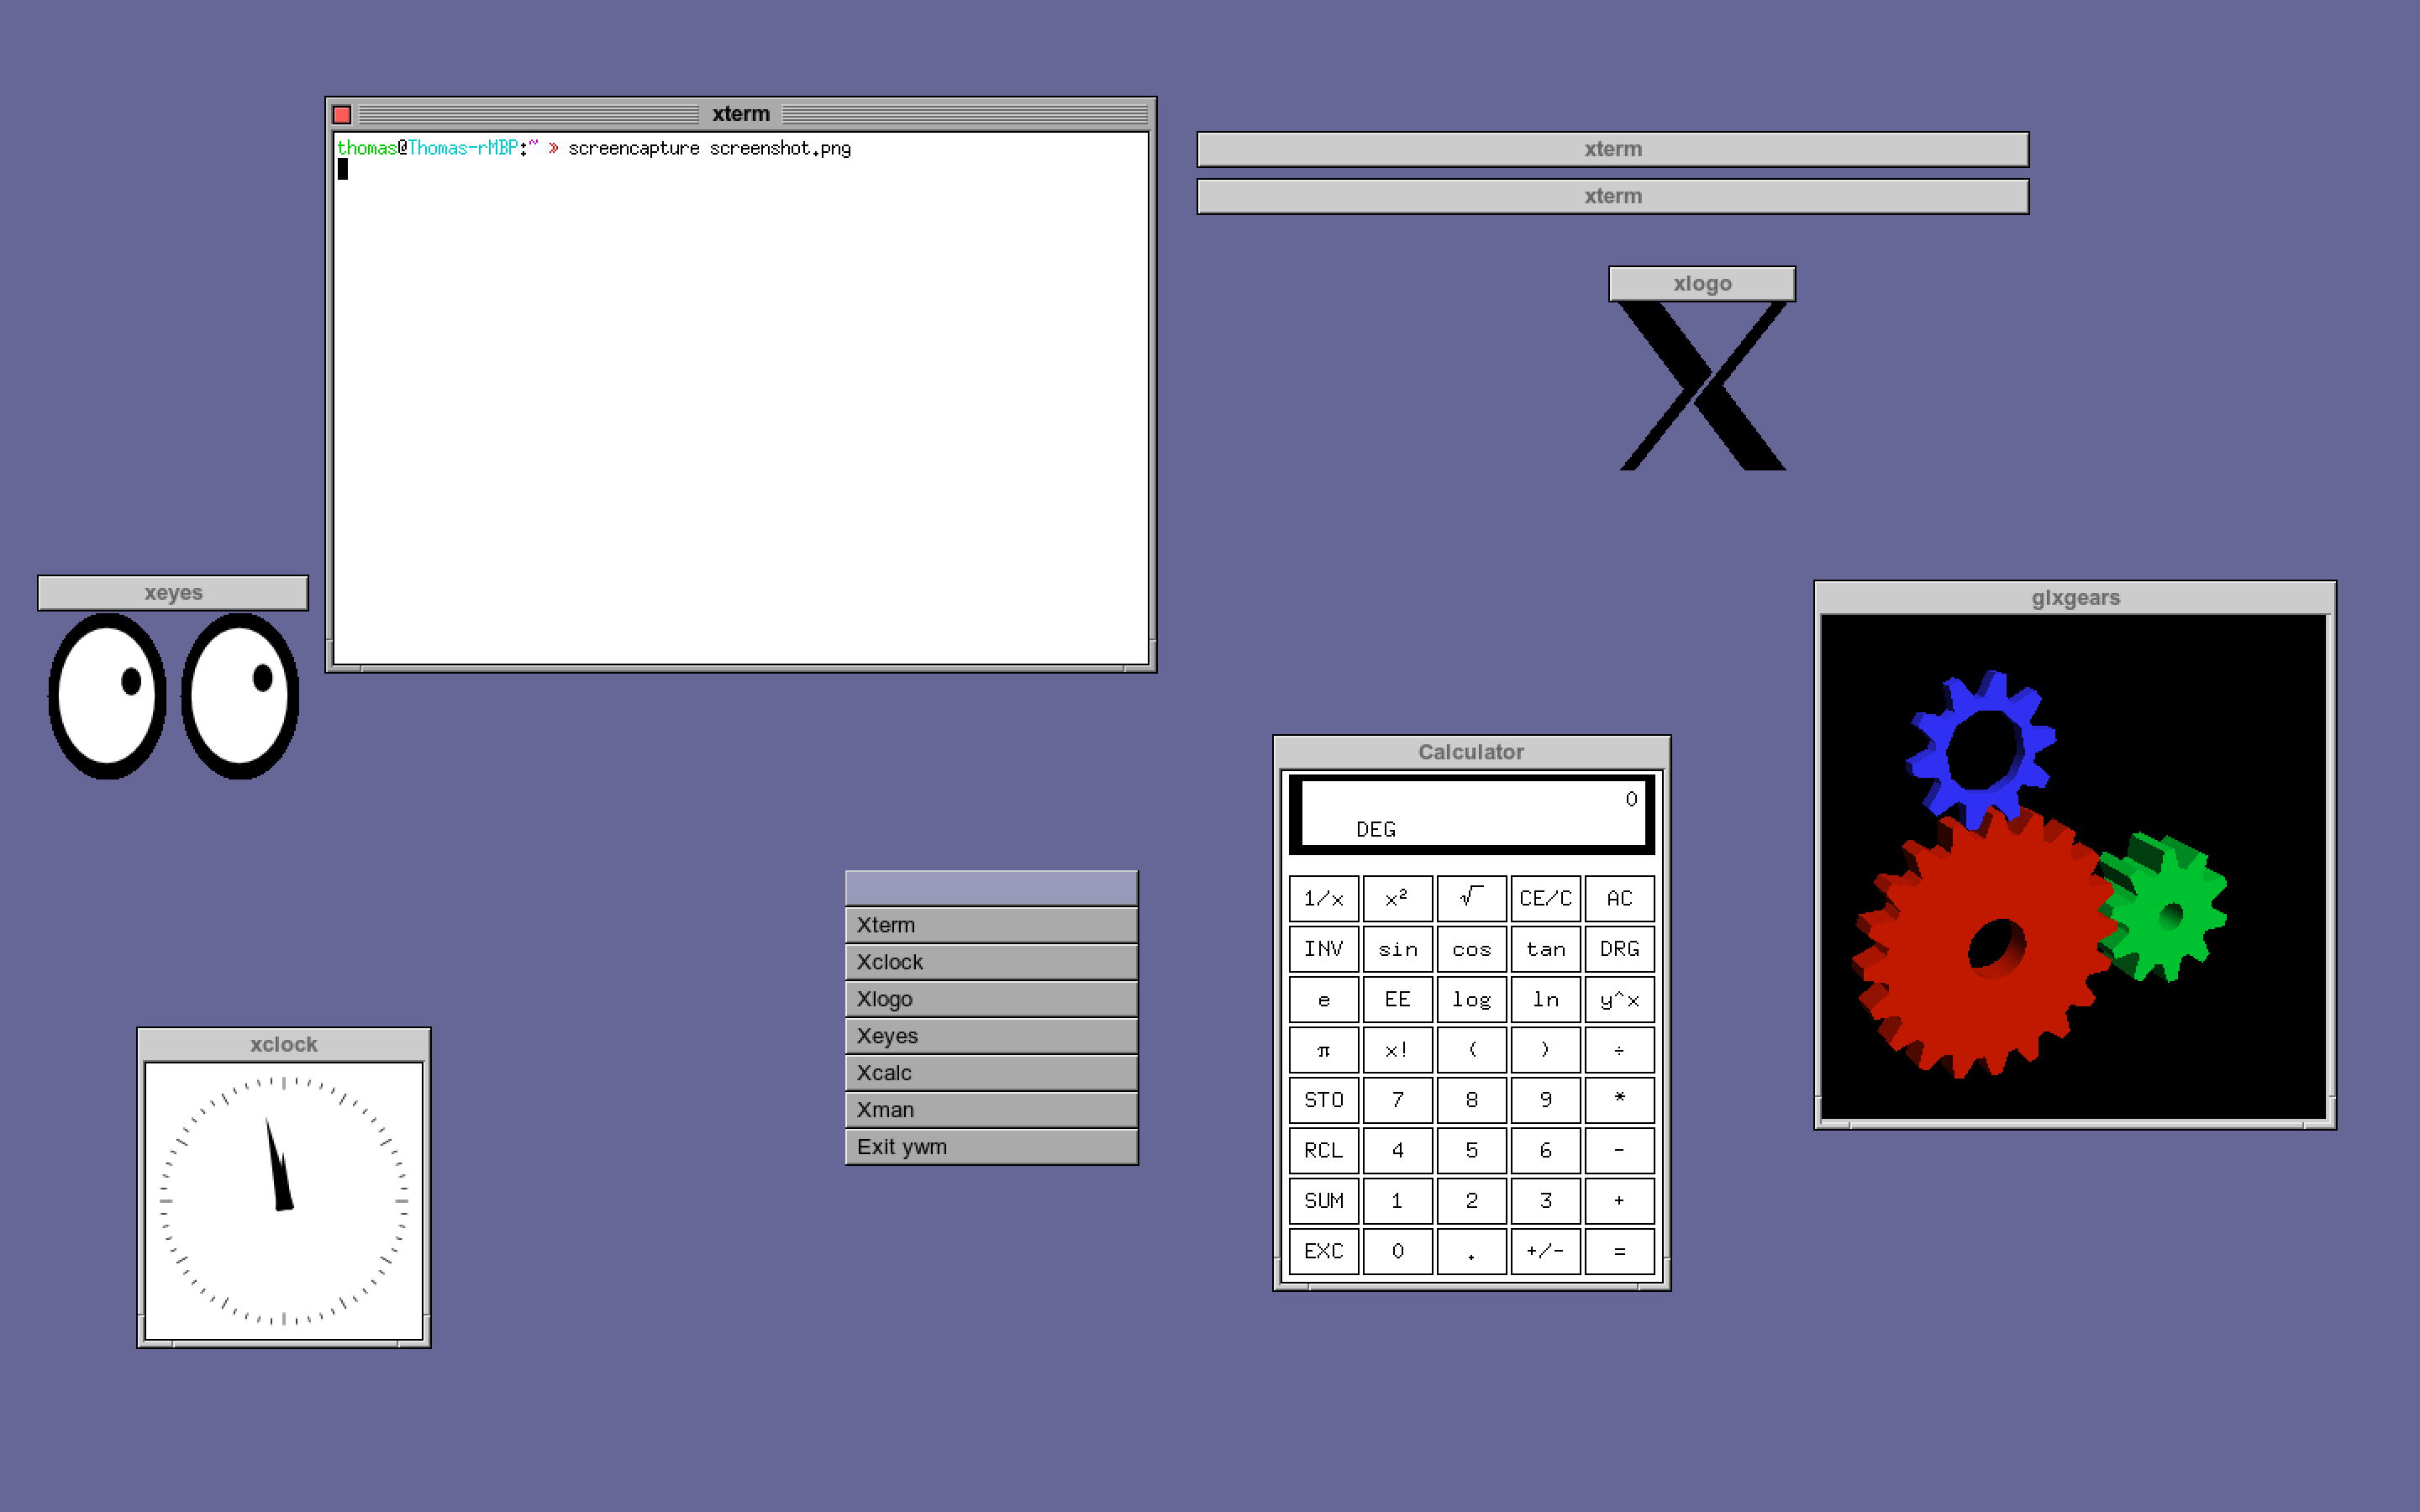 xterm
thomas@Thomas-rMBP:~ » screencapture screenshot.png
xterm
xterm
xlogo
xeyes
glxgears
Calculator
0
DEG
1/x x² √ CE/C AC
INV sin cos tan DRG
e EE log ln y^x
π x! ( ) ÷
STO 7 8 9 *
RCL 4 5 6 -
SUM 1 2 3 +
EXC 0 . +/- =
Xterm
Xclock
Xlogo
Xeyes
Xcalc
Xman
Exit ywm
xclock